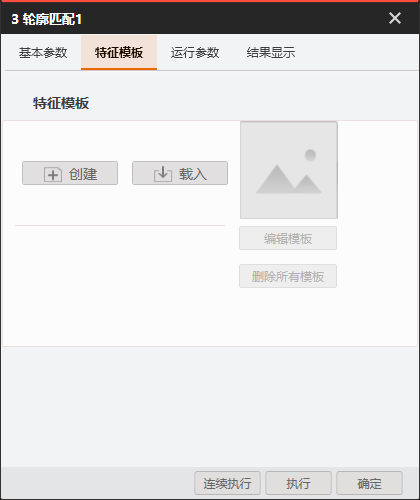 3 轮廓匹配1
基本参数 特征模板 运行参数 结果显示
特征模板
创建 载入
编辑模板
删除所有模板
连续执行 执行 确定